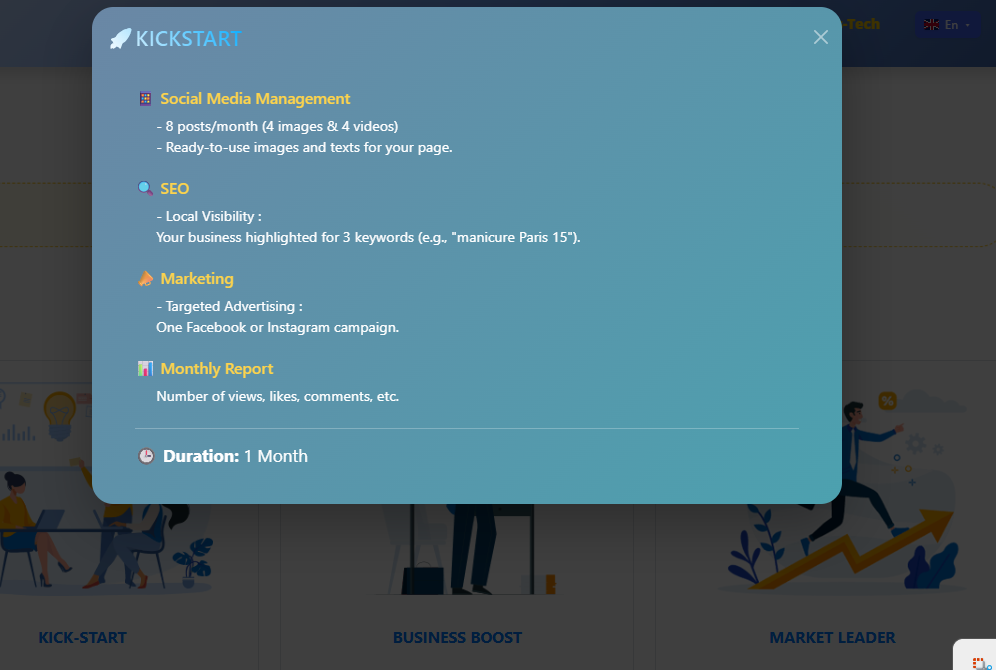 KICKSTART
-Tech
En
Social Media Management
- 8 posts/month (4 images & 4 videos)
- Ready-to-use images and texts for your page.
SEO
- Local Visibility :
Your business highlighted for 3 keywords (e.g., "manicure Paris 15").
Marketing
- Targeted Advertising :
One Facebook or Instagram campaign.
Monthly Report
Number of views, likes, comments, etc.
Duration: 1 Month
%
KICK-START
BUSINESS BOOST
MARKET LEADER